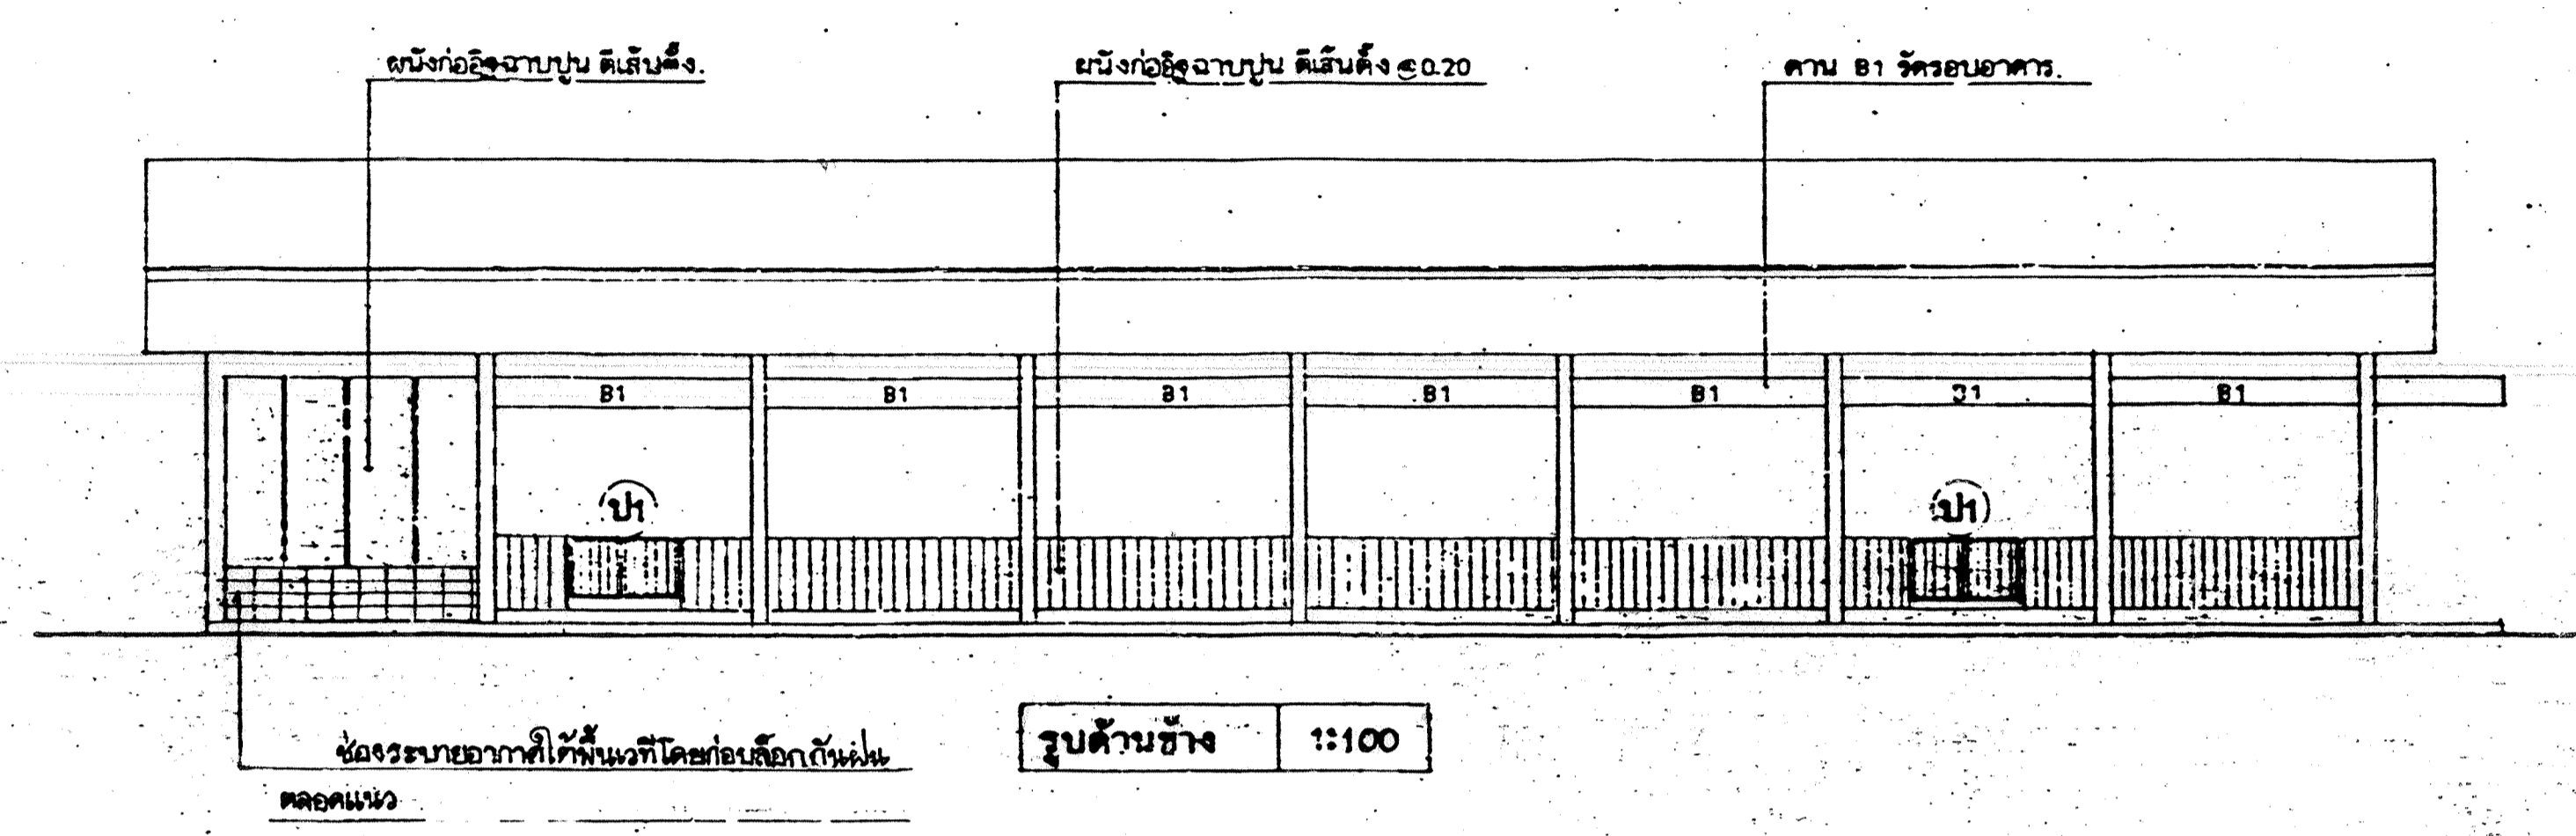 ผนังก่ออิฐฉาบปูน ตีเส้นตั้ง.
ผนังก่ออิฐฉาบปูน ตีเส้นตั้ง @0.20
คาน B1 รัดรอบอาคาร.
B1 B1 B1 B1 B1 B1 B1
ป1 ป1
ช่องระบายอากาศใต้พื้นเวทีโดยก่อบล็อกกันฝน
ตลอดแนว
รูปด้านข้าง 1:100